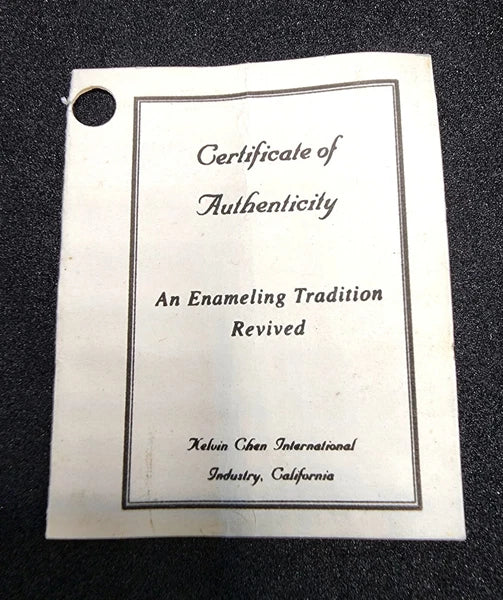 Certificate of
Authenticity
An Enameling Tradition
Revived
Kelvin Chen International
Industry, California